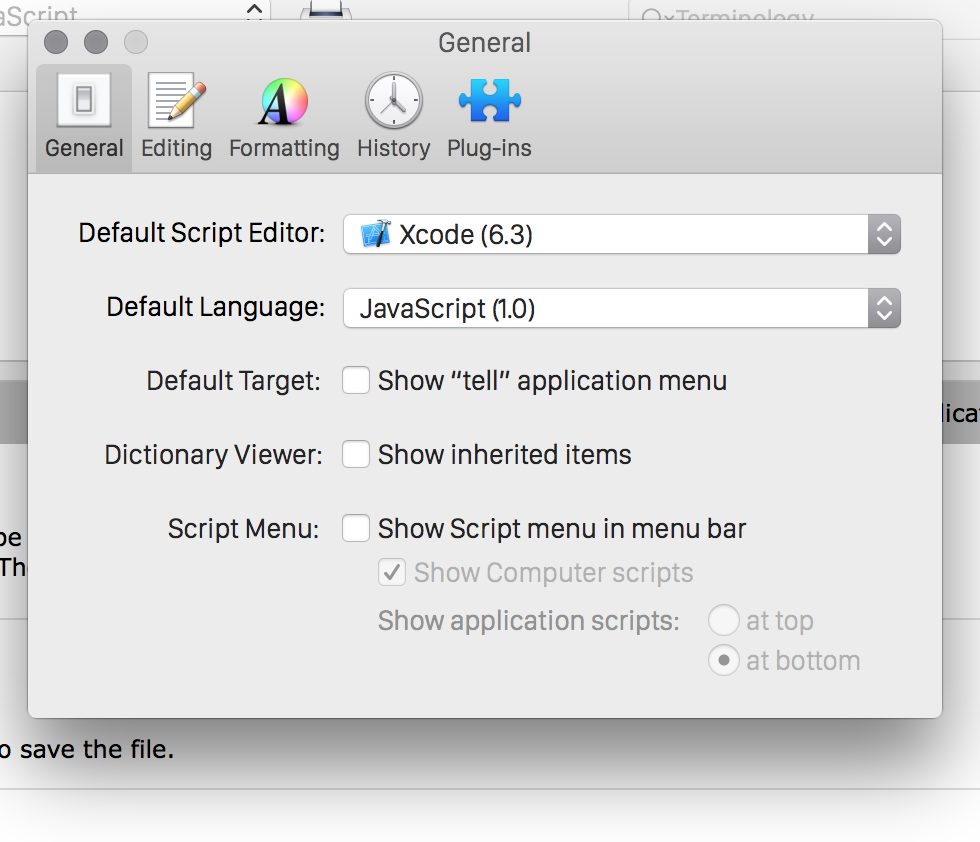 aScript
Terminology
General
General Editing Formatting History Plug-ins
Default Script Editor: Xcode (6.3)
Default Language: JavaScript (1.0)
Default Target: Show “tell” application menu
lica
Dictionary Viewer: Show inherited items
Script Menu: Show Script menu in menu bar
be
Th
Show Computer scripts
Show application scripts: at top
at bottom
o save the file.